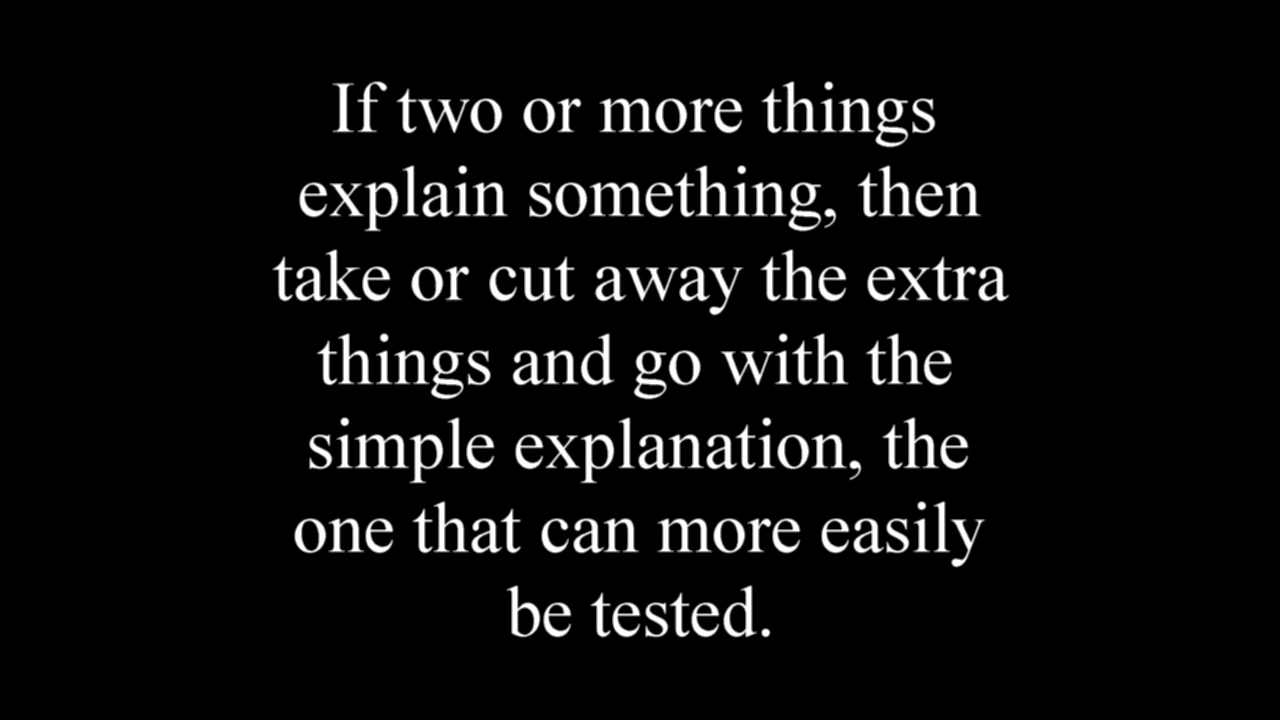 If two or more things
explain something, then
take or cut away the extra
things and go with the
simple explanation, the
one that can more easily
be tested.